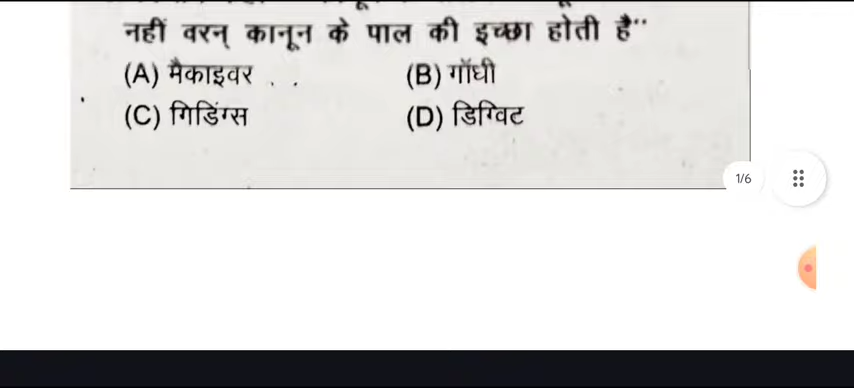 नहीं वरन् कानून के पाल की इच्छा होती है"
(A) मैकाइवर . .
(B) गॉंधी
(C) गिडिंग्स
(D) डिग्विट
1/6